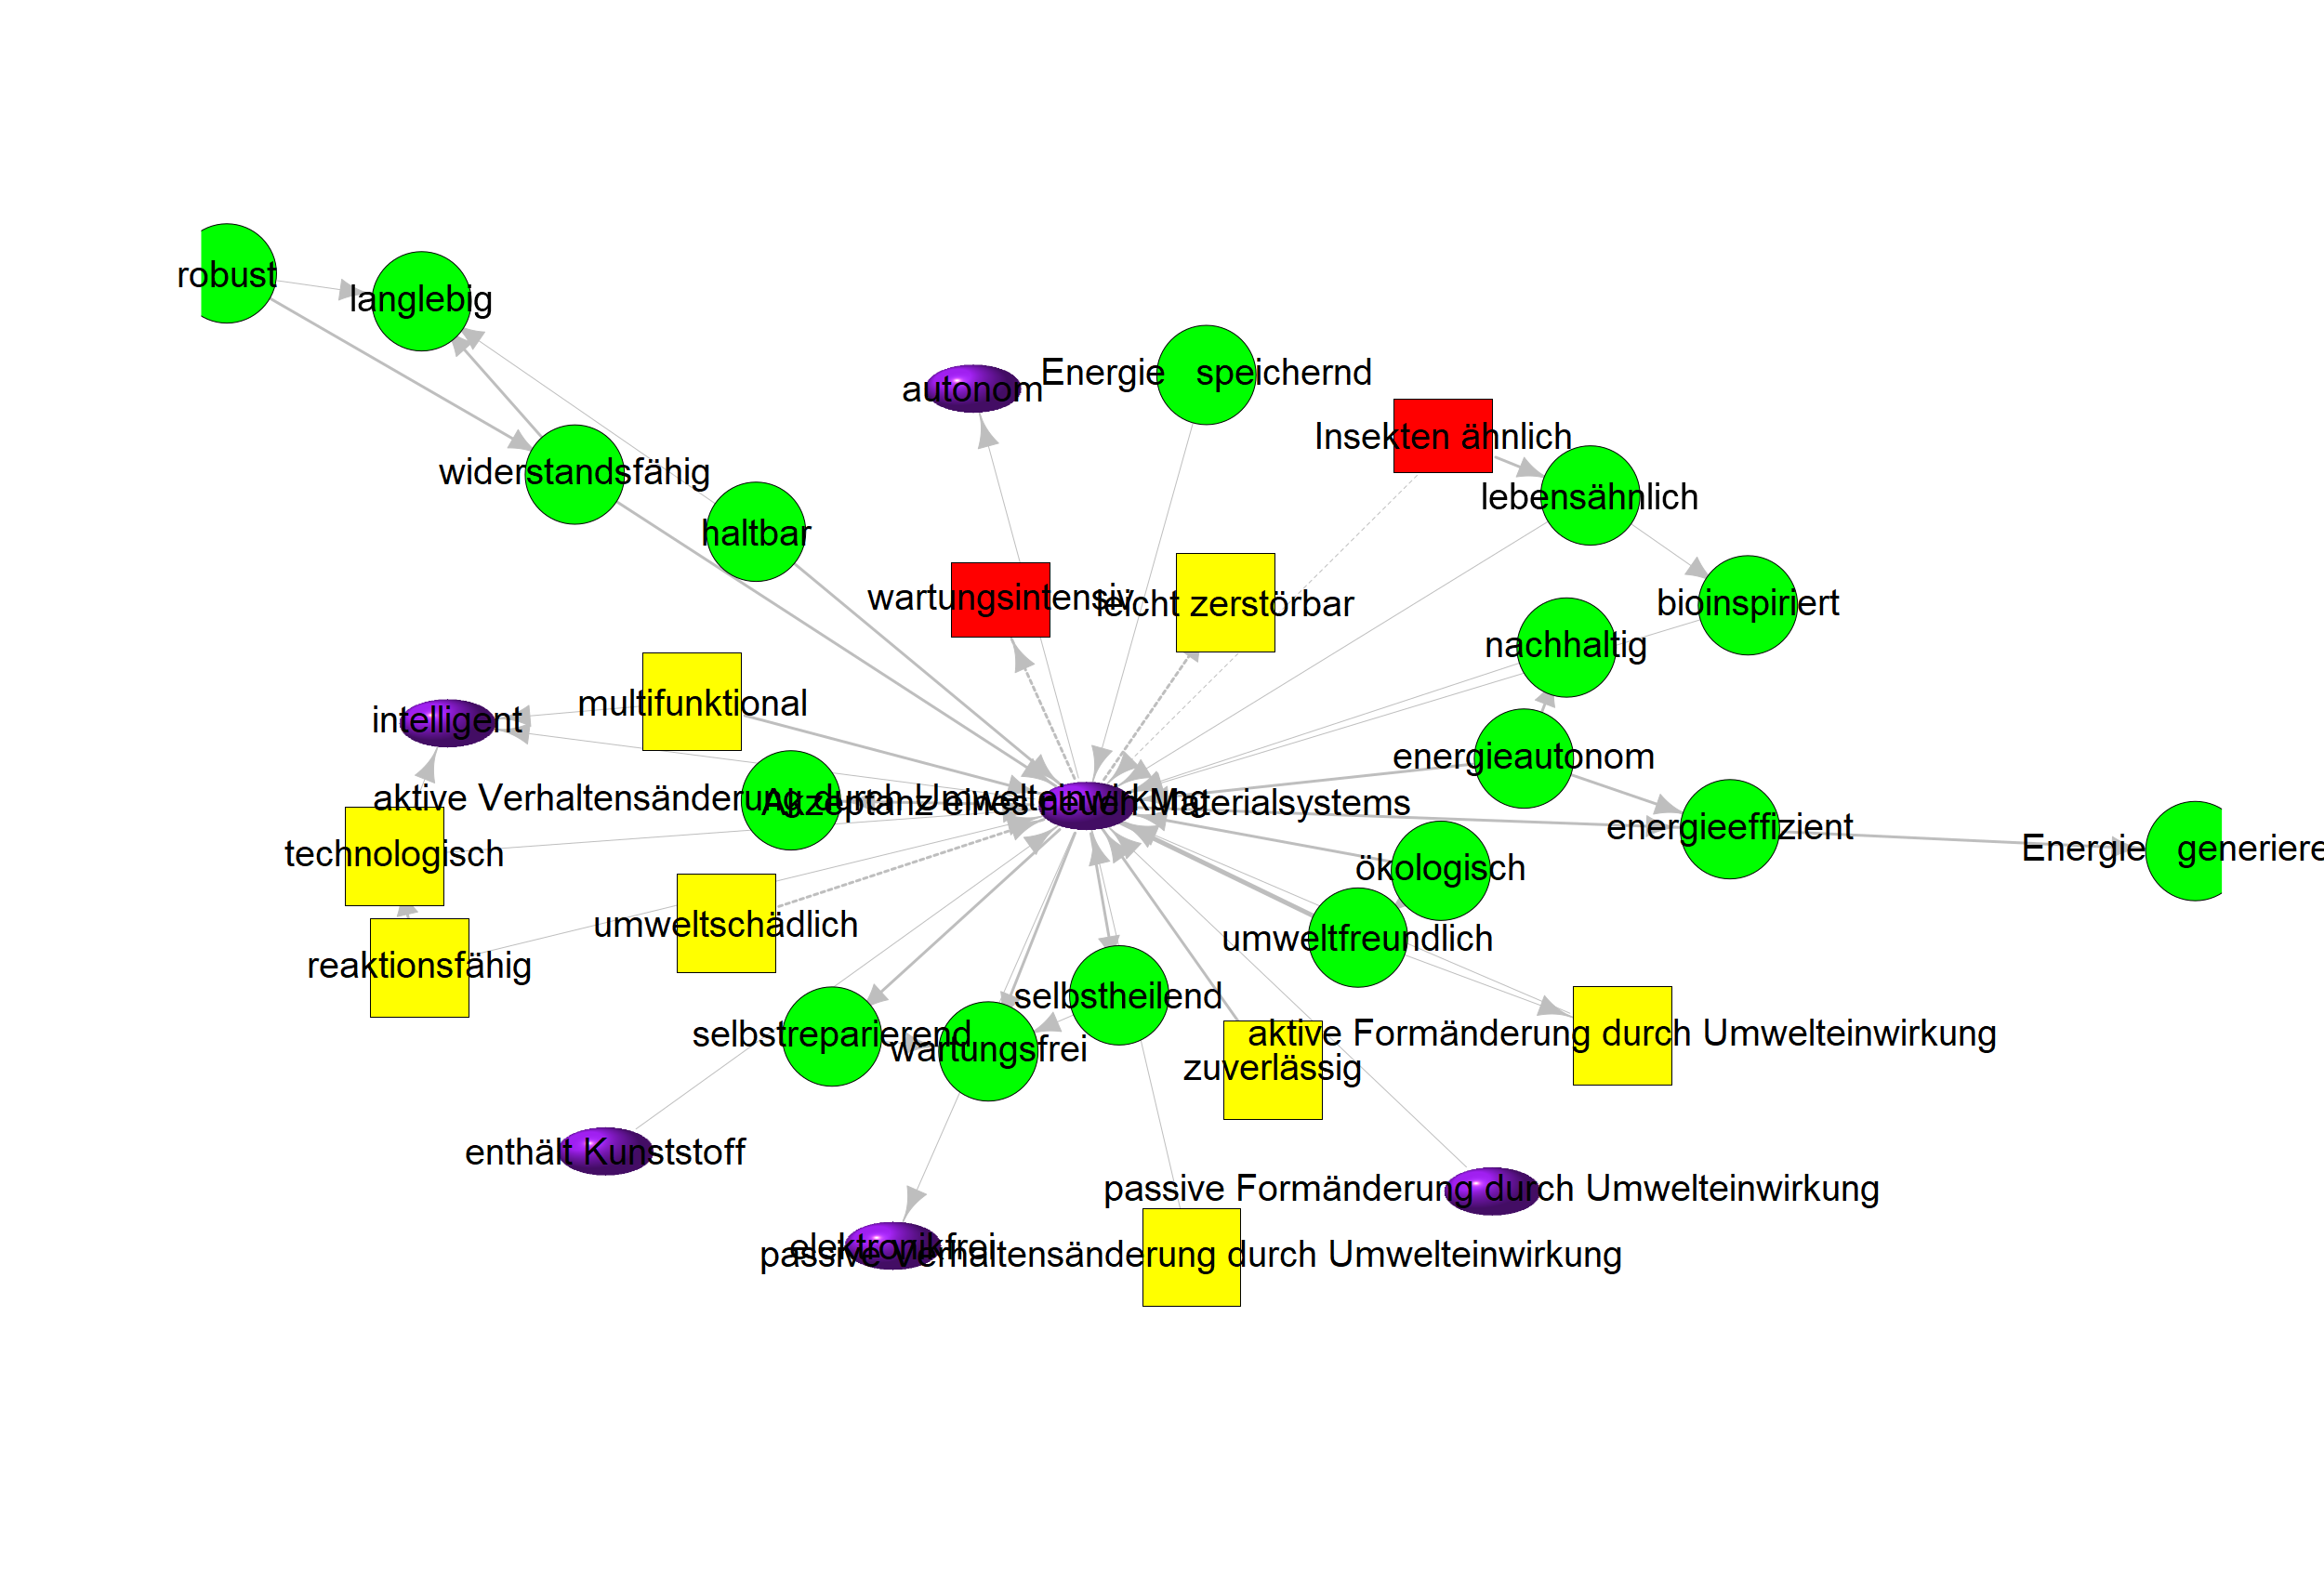 robust
langlebig
autonom
Energie speichernd
Insekten ähnlich
widerstandsfähig
lebensähnlich
haltbar
wartungsintensiv
leicht zerstörbar
bioinspiriert
nachhaltig
multifunktional
intelligent
energieautonom
aktive Verhaltensänderung durch Umwelteinwirkung
Akzeptanz eines neuen Materialsystems
energieeffizient
Energie generiere
technologisch
ökologisch
umweltschädlich
umweltfreundlich
reaktionsfähig
selbstheilend
selbstreparierend
wartungsfrei
aktive Formänderung durch Umwelteinwirkung
zuverlässig
enthält Kunststoff
passive Formänderung durch Umwelteinwirkung
elektronikfrei
passive Verhaltensänderung durch Umwelteinwirkung